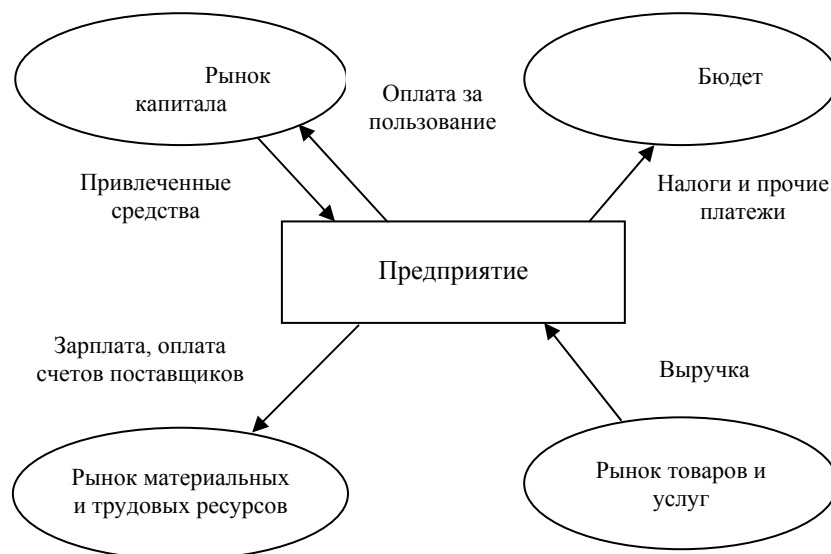 Рынок
капитала
Оплата за
пользование
Бюдет
Привлеченные
средства
Налоги и прочие
платежи
Предприятие
Зарплата, оплата
счетов поставщиков
Выручка
Рынок материальных
и трудовых ресурсов
Рынок товаров и
услуг